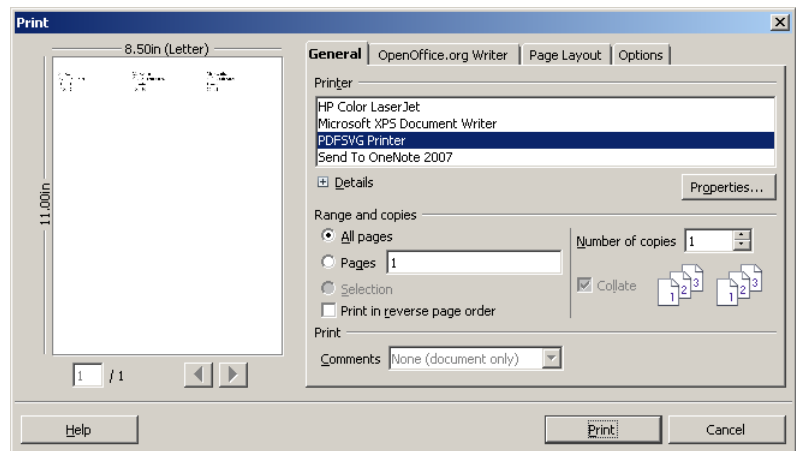 Print
8.50in (Letter)
11.00in
1 / 1
General OpenOffice.org Writer Page Layout Options
Printer
HP Color LaserJet
Microsoft XPS Document Writer
PDFSVG Printer
Send To OneNote 2007
Details
Properties...
Range and copies
All pages
Pages 1
Selection
Print in reverse page order
Number of copies 1
Collate
1 2 3 1 2 3
Print
Comments None (document only)
Help Print Cancel